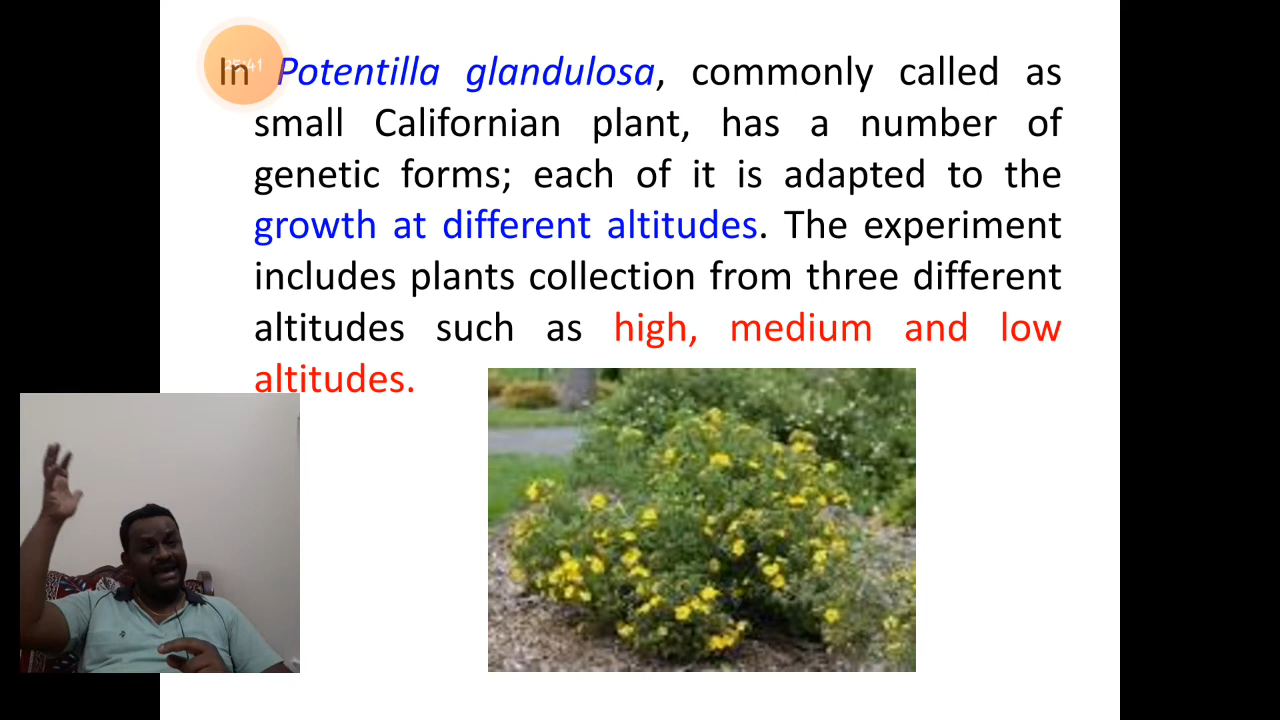 In Potentilla glandulosa, commonly called as
small Californian plant, has a number of
genetic forms; each of it is adapted to the
growth at different altitudes. The experiment
includes plants collection from three different
altitudes such as high, medium and low
altitudes.